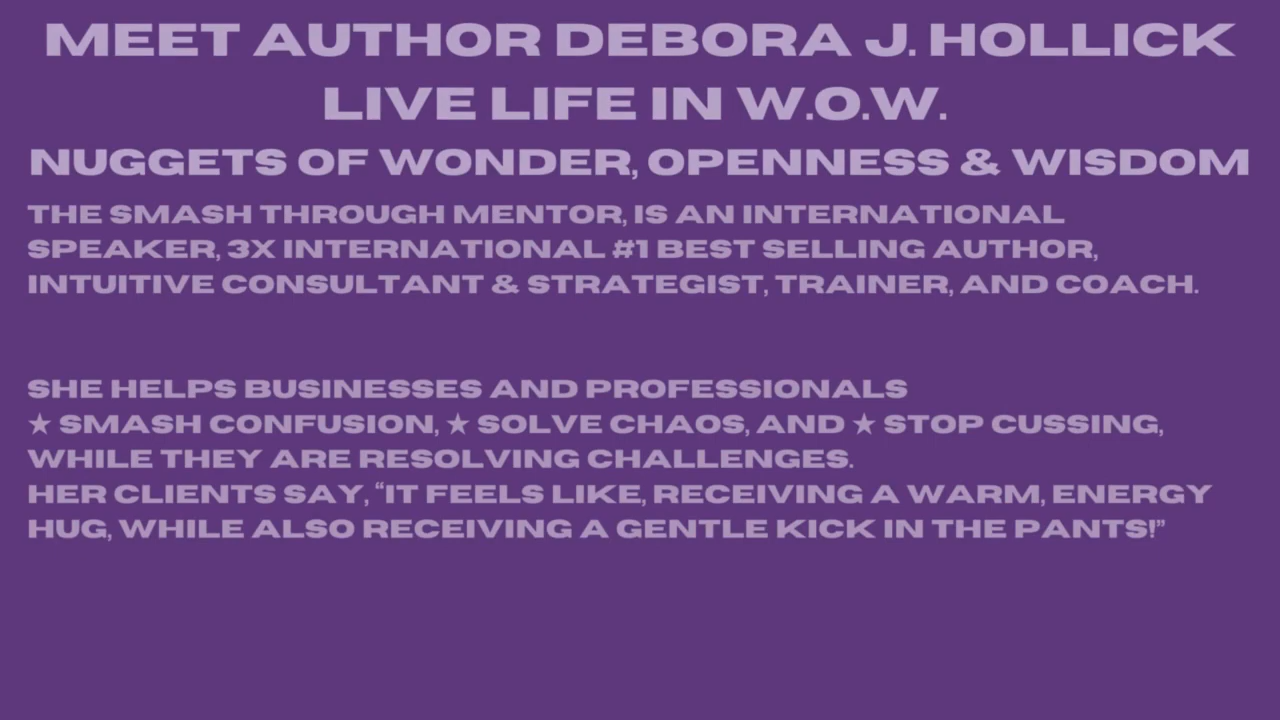 MEET AUTHOR DEBORA J. HOLLICK
LIVE LIFE IN W.O.W.
NUGGETS OF WONDER, OPENNESS & WISDOM
THE SMASH THROUGH MENTOR, IS AN INTERNATIONAL
SPEAKER, 3X INTERNATIONAL #1 BEST SELLING AUTHOR,
INTUITIVE CONSULTANT & STRATEGIST, TRAINER, AND COACH.
SHE HELPS BUSINESSES AND PROFESSIONALS
★ SMASH CONFUSION, ★ SOLVE CHAOS, AND ★ STOP CUSSING,
WHILE THEY ARE RESOLVING CHALLENGES.
HER CLIENTS SAY, “IT FEELS LIKE, RECEIVING A WARM, ENERGY
HUG, WHILE ALSO RECEIVING A GENTLE KICK IN THE PANTS!”